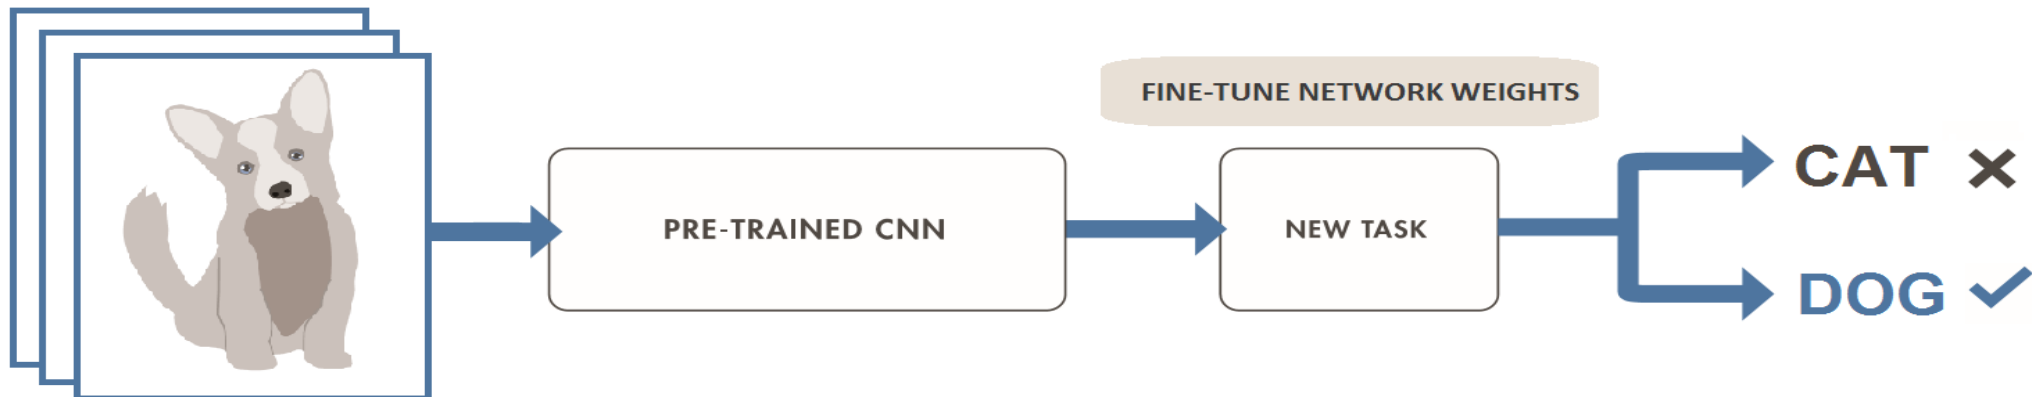 FINE-TUNE NETWORK WEIGHTS
PRE-TRAINED CNN
NEW TASK
CAT
DOG